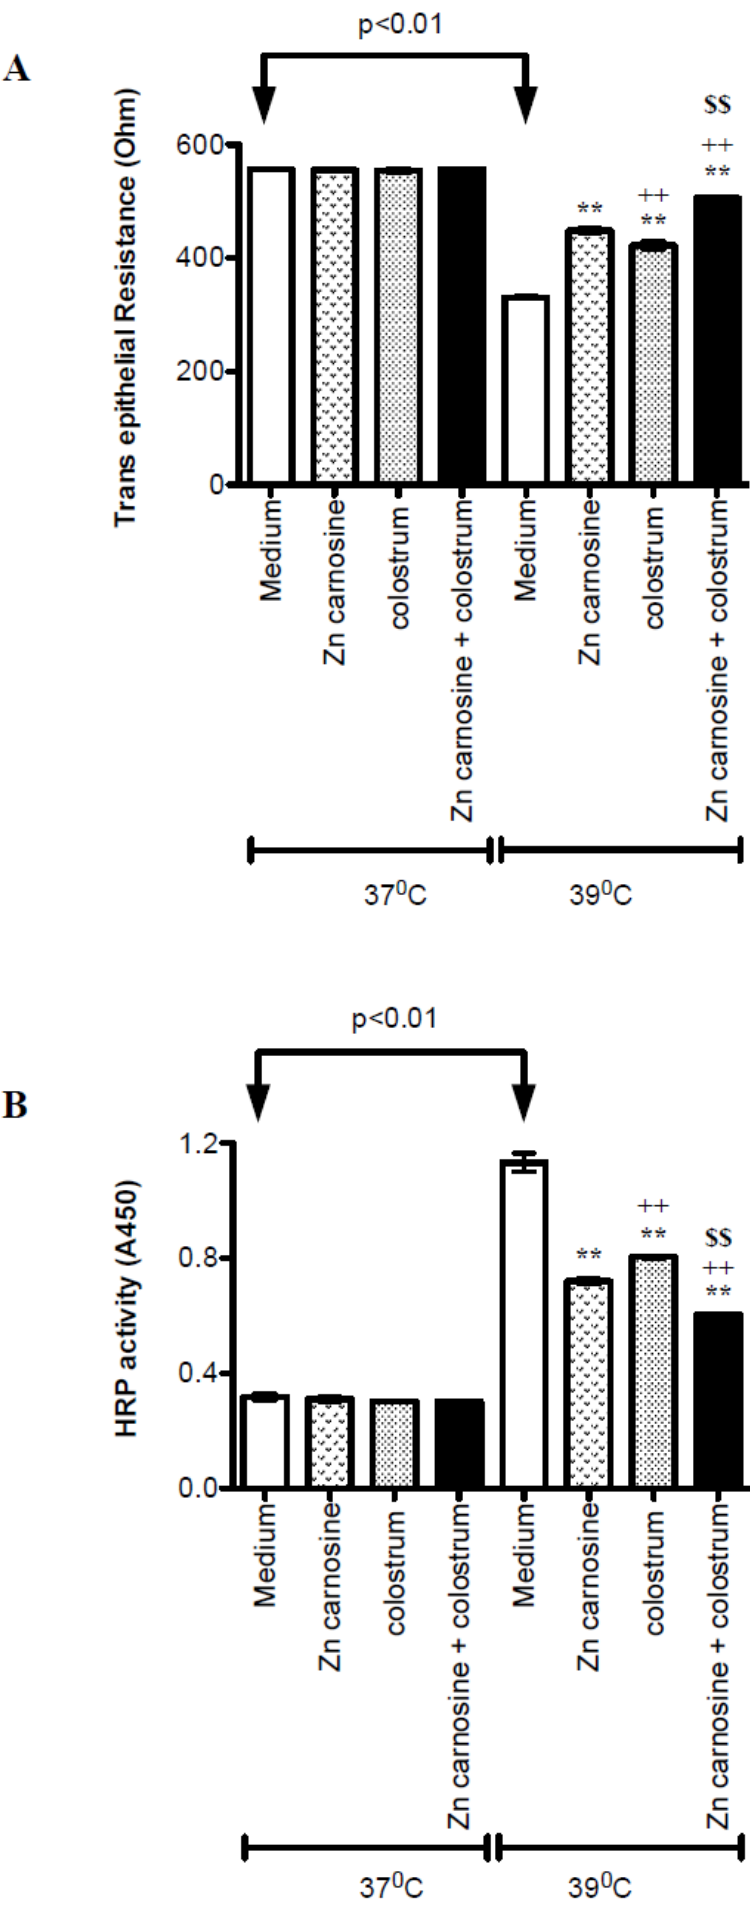 p<0.01
A
$$
++
**
++
**
**
Trans epithelial Resistance (Ohm)
600
400
200
0
Medium
Zn carnosine
colostrum
Zn carnosine + colostrum
Medium
Zn carnosine
colostrum
Zn carnosine + colostrum
37⁰C
39⁰C
p<0.01
B
HRP activity (A450)
1.2
0.8
0.4
0.0
**
++
**
$$
++
**
Medium
Zn carnosine
colostrum
Zn carnosine + colostrum
Medium
Zn carnosine
colostrum
Zn carnosine + colostrum
37⁰C
39⁰C